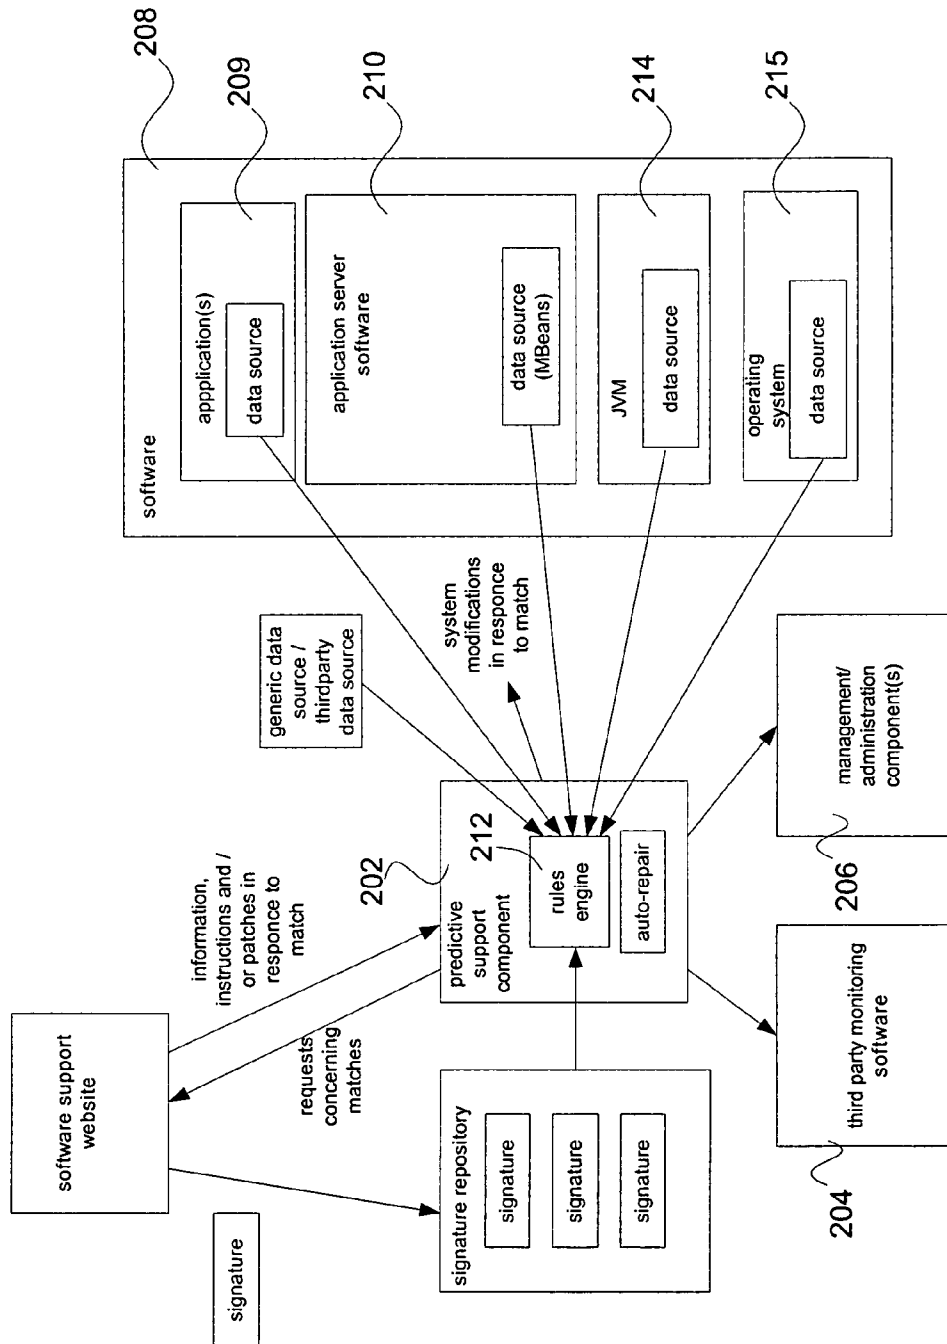 software support
website
signature
information,
instructions and /
or patches in
responce to
match
requests
concerning
matches
signature repository
signature
signature
signature
202
predictive
support
component
212
rules
engine
auto-repair
generic data
source /
thirdparty
data source
system
modifications
in responce
to match
third party monitoring
software
204
management/
administration
component(s)
206
software
208
appplication(s)
data source
209
application server
software
data source
(MBeans)
210
JVM
data source
214
operating
system
data source
215